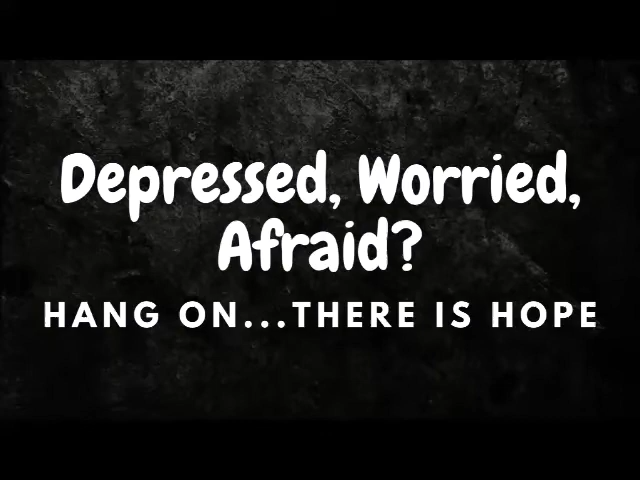 Depressed, Worried,
Afraid?
HANG ON...THERE IS HOPE